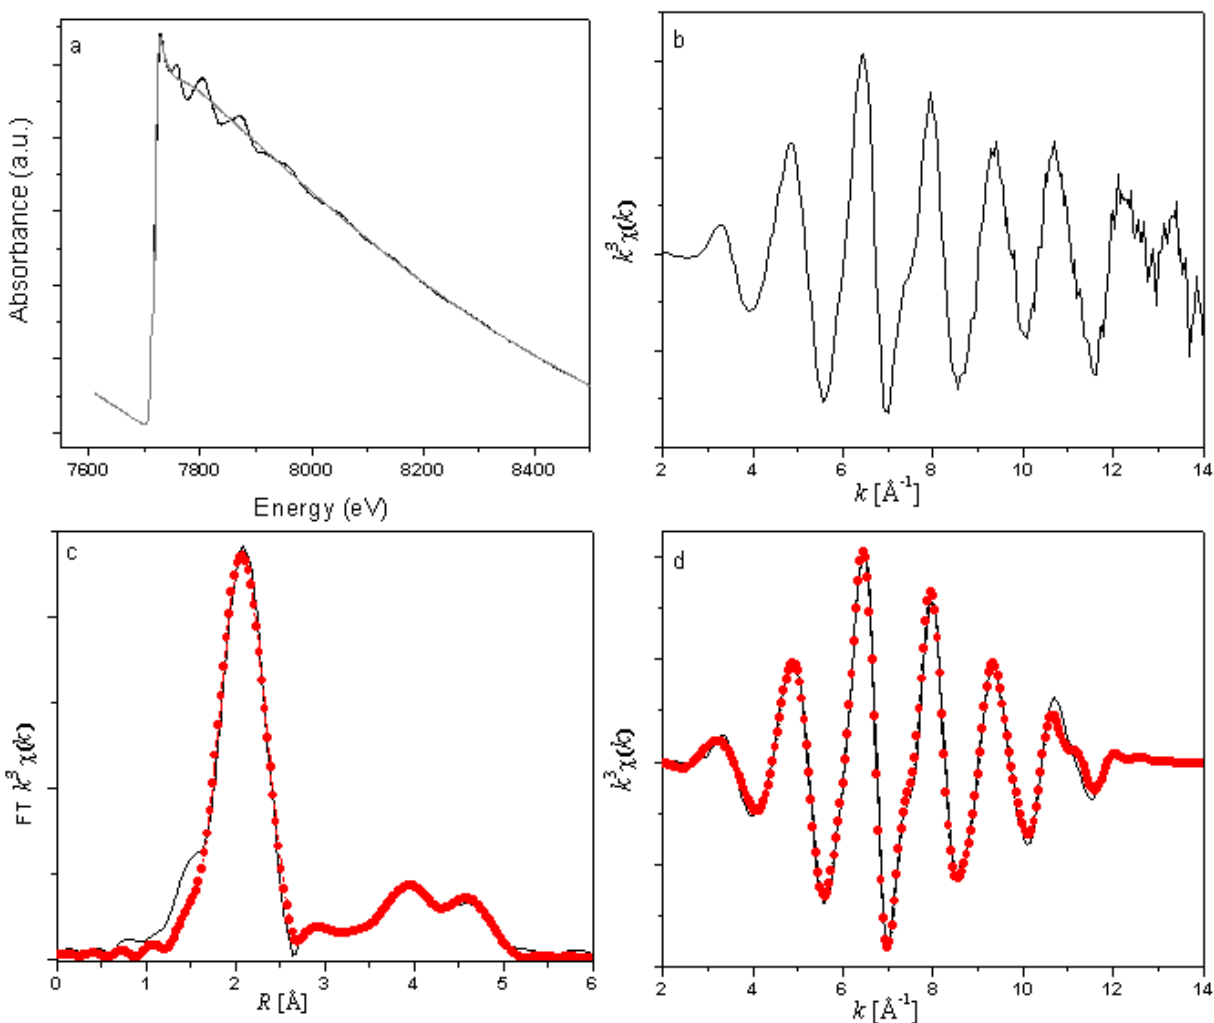 a
Absorbance (a.u.)
7600 7800 8000 8200 8400
Energy (eV)
b
k³χ(k)
2 4 6 8 10 12 14
k [Å⁻¹]
c
FT k³χ(k)
0 1 2 3 4 5 6
R [Å]
d
k³χ(k)
2 4 6 8 10 12 14
k [Å⁻¹]